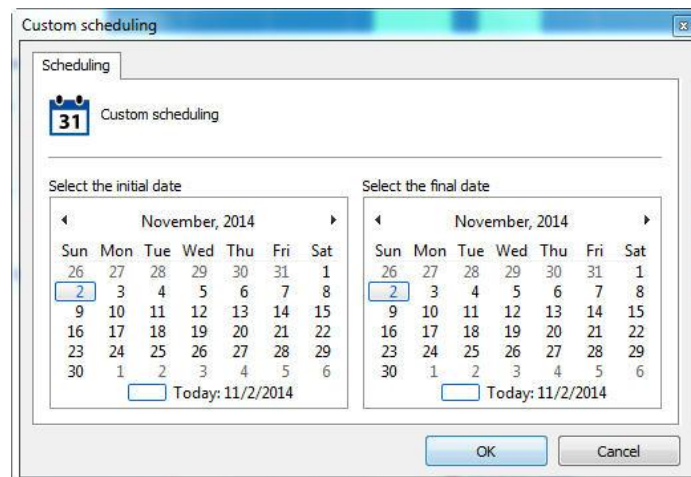 Custom scheduling
Scheduling
31 Custom scheduling
Select the initial date
November, 2014
Sun Mon Tue Wed Thu Fri Sat
26 27 28 29 30 31 1
2 3 4 5 6 7 8
9 10 11 12 13 14 15
16 17 18 19 20 21 22
23 24 25 26 27 28 29
30 1 2 3 4 5 6
Today: 11/2/2014
Select the final date
November, 2014
Sun Mon Tue Wed Thu Fri Sat
26 27 28 29 30 31 1
2 3 4 5 6 7 8
9 10 11 12 13 14 15
16 17 18 19 20 21 22
23 24 25 26 27 28 29
30 1 2 3 4 5 6
Today: 11/2/2014
OK
Cancel